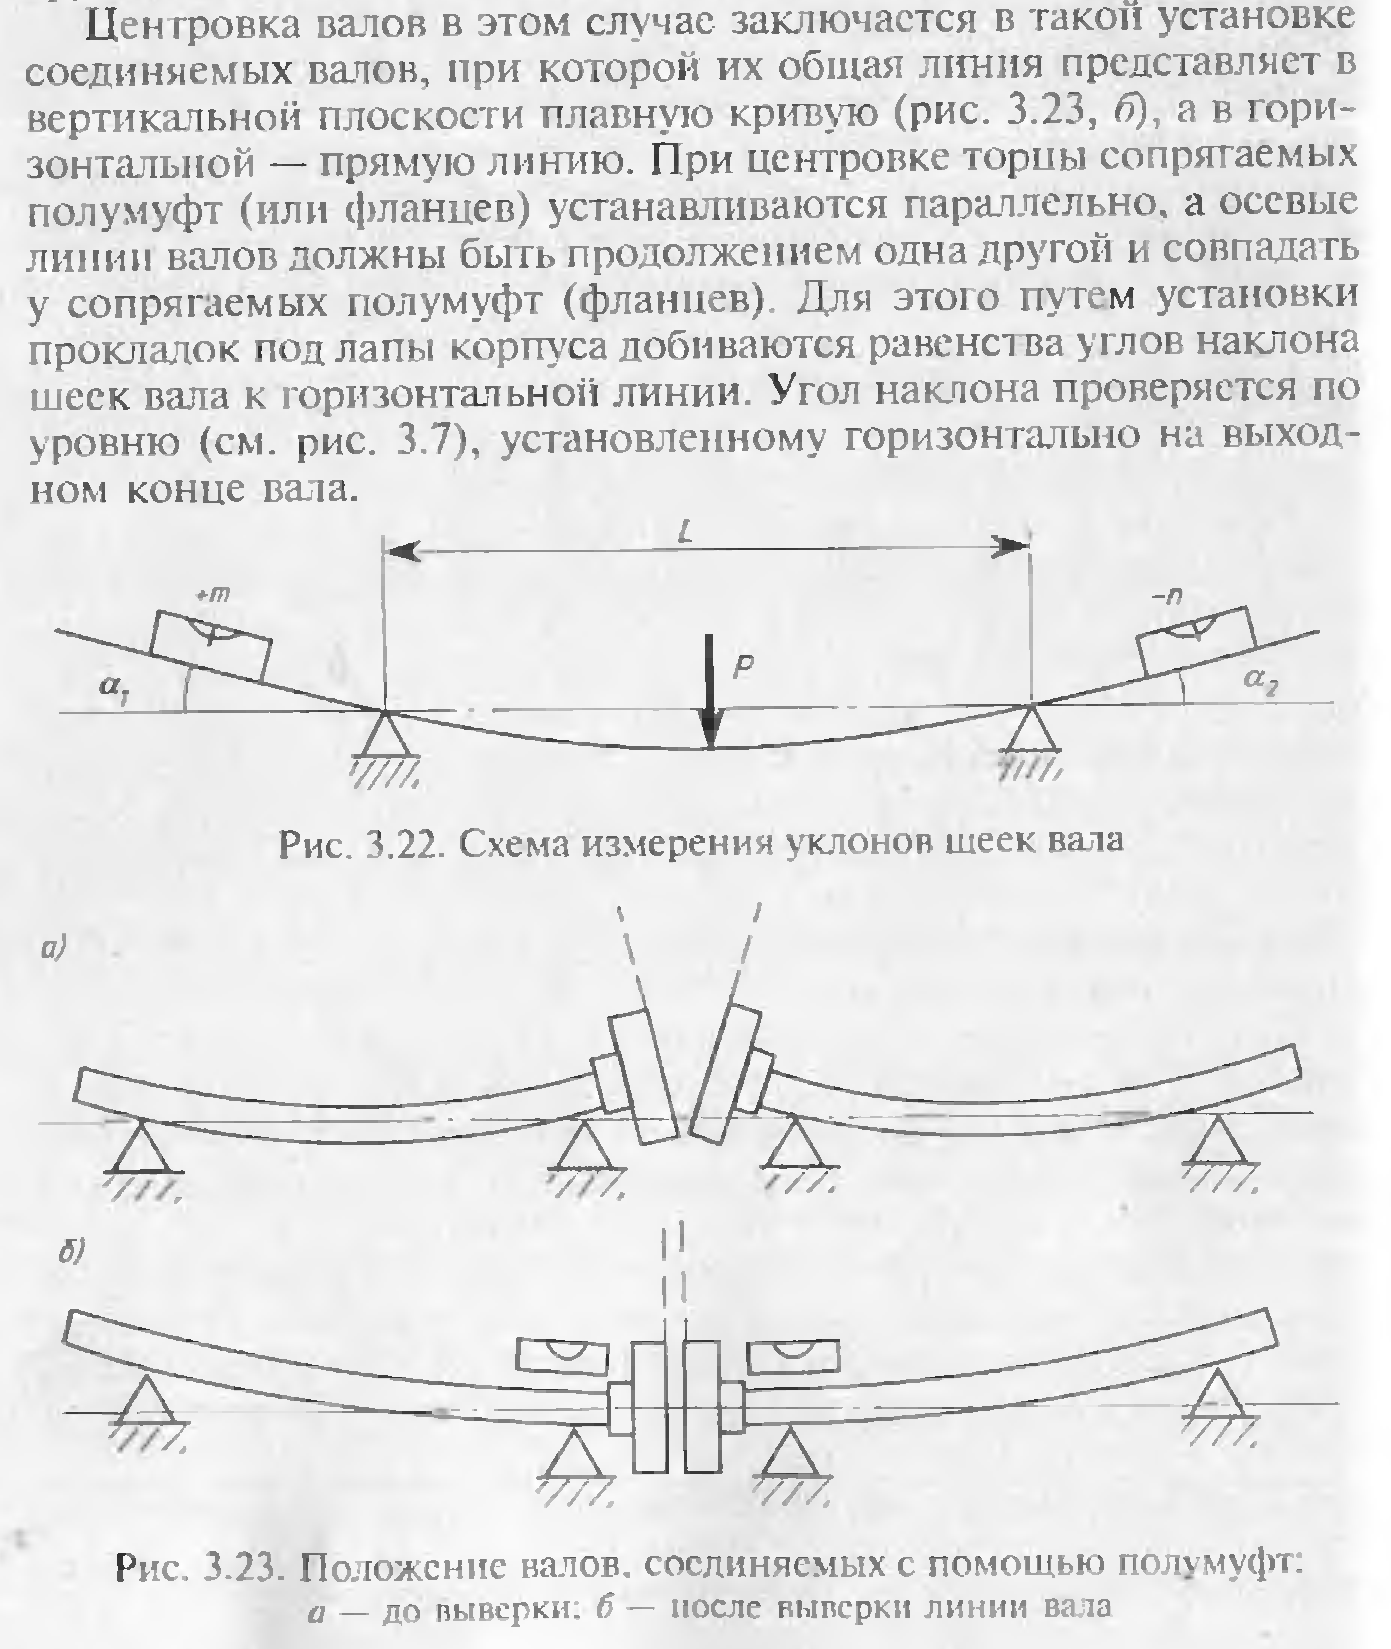 Центровка валов в этом случае заключается в такой установке
соединяемых валов, при которой их общая линия представляет в
вертикальной плоскости плавную кривую (рис. 3.23, б), а в гори-
зонтальной — прямую линию. При центровке торцы сопрягаемых
полумуфт (или фланцев) устанавливаются параллельно, а осевые
линии валов должны быть продолжением одна другой и совпадать
у сопрягаемых полумуфт (фланцев). Для этого путем установки
прокладок под лапы корпуса добиваются равенства углов наклона
шеек вала к горизонтальной линии. Угол наклона проверяется по
уровню (см. рис. 3.7), установленному горизонтально на выход-
ном конце вала.
L
+m
-n
P
α₁
α₂
Рис. 3.22. Схема измерения уклонов шеек вала
а)
б)
Рис. 3.23. Положение валов, соединяемых с помощью полумуфт:
а — до выверки; б — после выверки линии вала